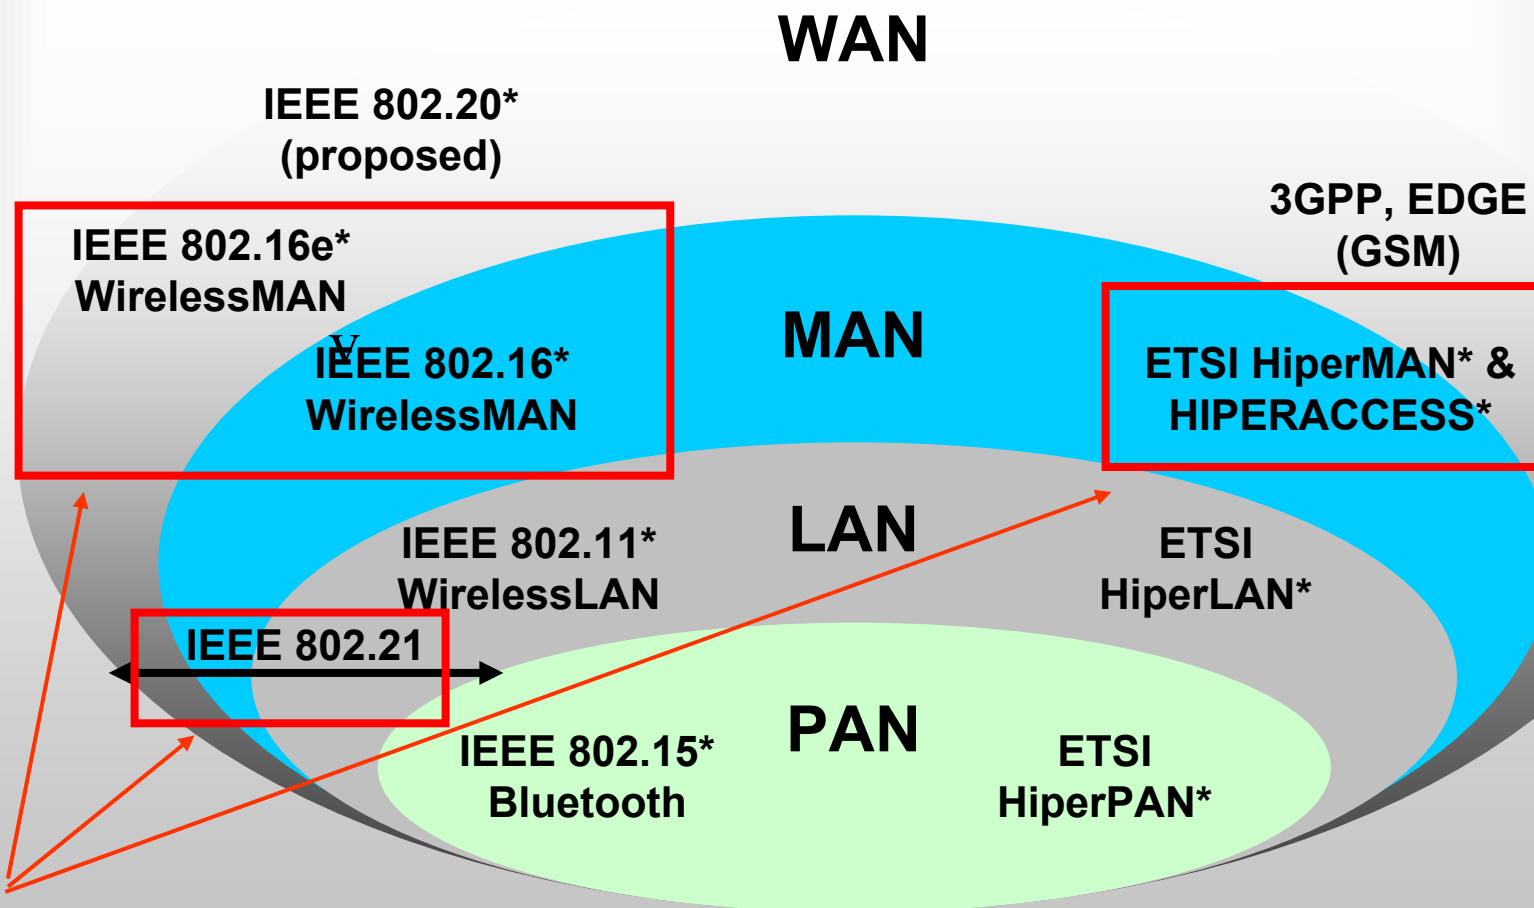 WAN
IEEE 802.20*
(proposed)
3GPP, EDGE
(GSM)
IEEE 802.16e*
WirelessMAN
V
IEEE 802.16*
WirelessMAN
MAN
ETSI HiperMAN* &
HIPERACCESS*
IEEE 802.11*
WirelessLAN
LAN
ETSI
HiperLAN*
IEEE 802.21
IEEE 802.15*
Bluetooth
PAN
ETSI
HiperPAN*